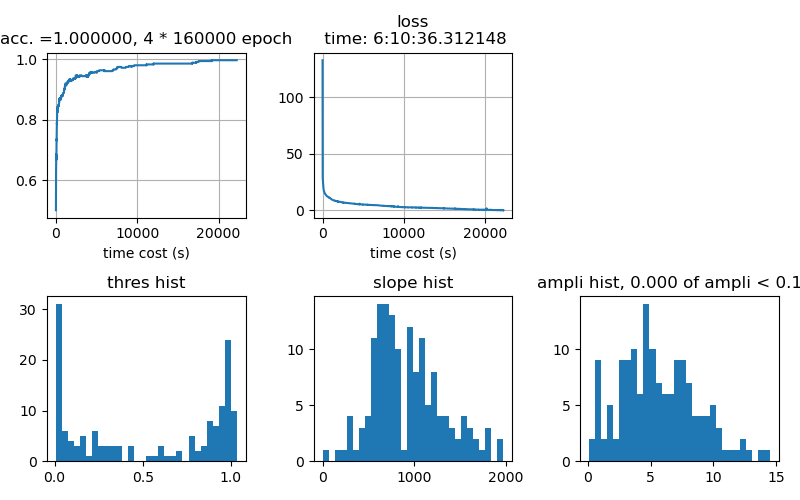 acc. =1.000000, 4 * 160000 epoch
1.0
0.8
0.6
0 10000 20000
time cost (s)
loss
time: 6:10:36.312148
100
50
0
0 10000 20000
time cost (s)
thres hist
30
20
10
0
0.0 0.5 1.0
slope hist
10
5
0
0 1000 2000
ampli hist, 0.000 of ampli < 0.1
10
5
0
0 5 10 15